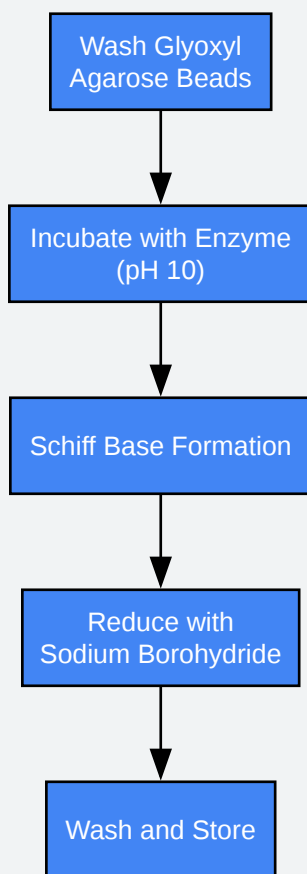 Wash Glyoxyl
Agarose Beads
Incubate with Enzyme
(pH 10)
Schiff Base Formation
Reduce with
Sodium Borohydride
Wash and Store